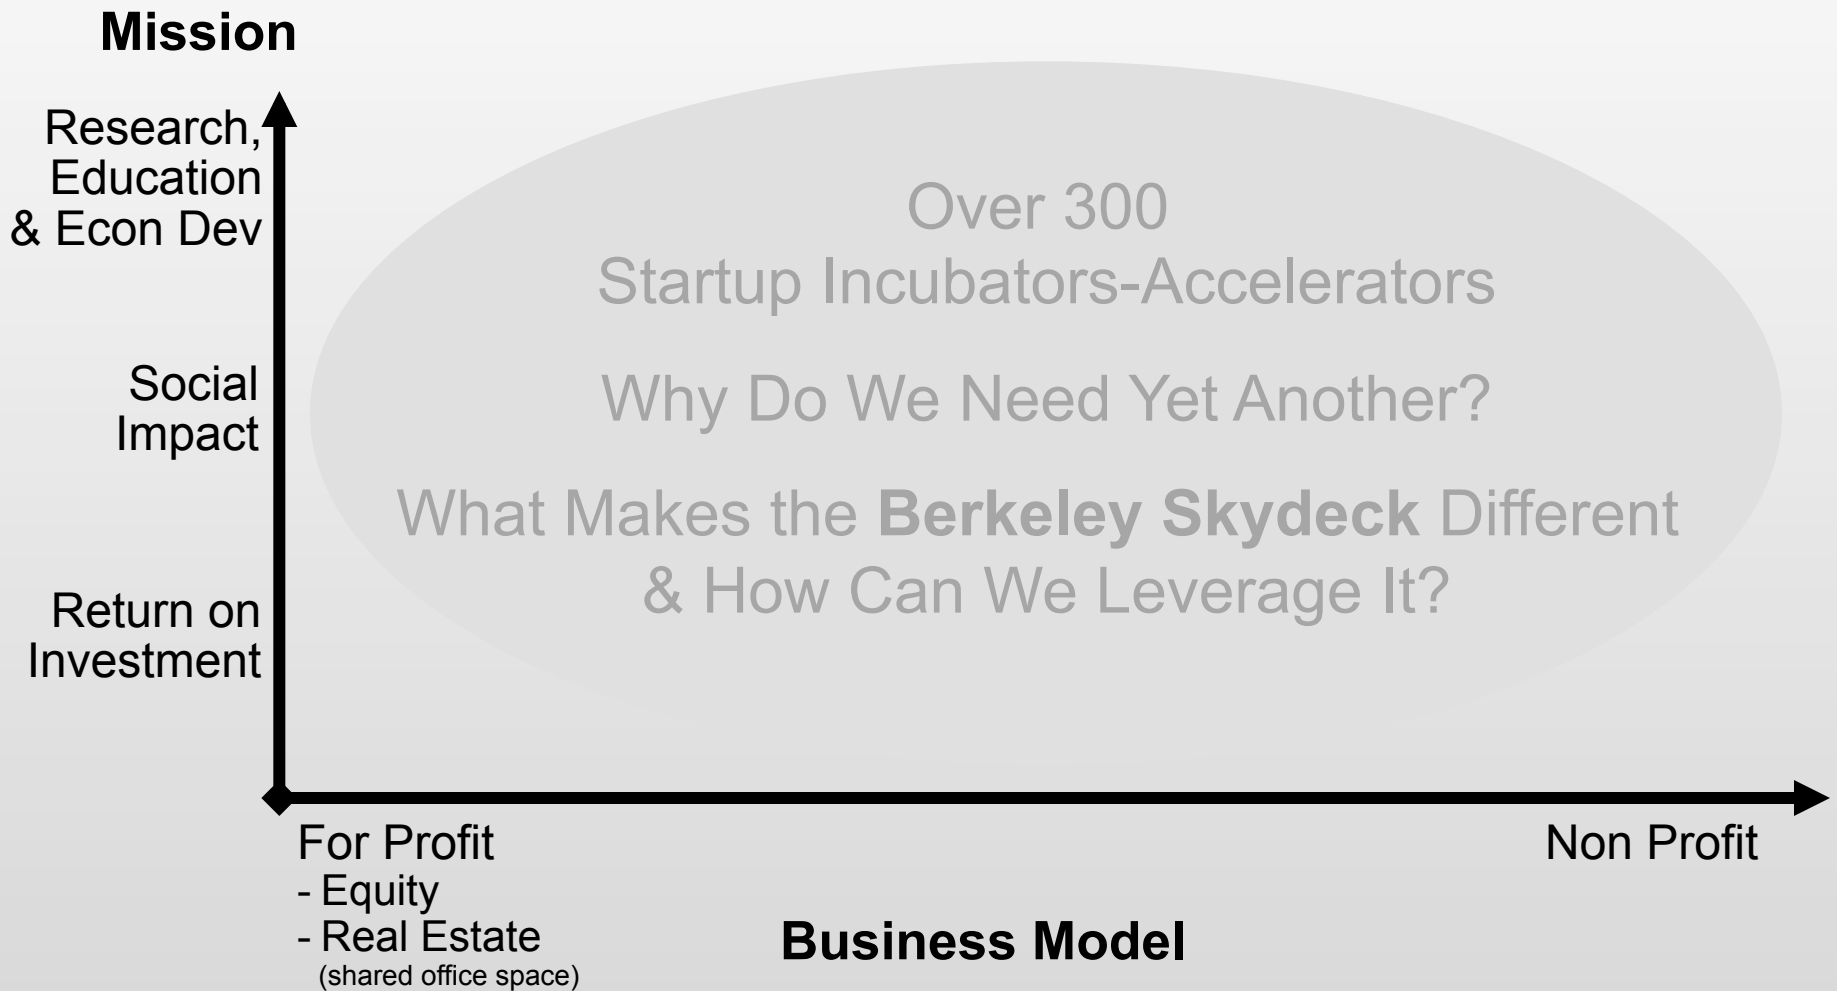 Mission
Research,
Education
& Econ Dev
Social
Impact
Return on
Investment
Over 300
Startup Incubators-Accelerators
Why Do We Need Yet Another?
What Makes the Berkeley Skydeck Different
& How Can We Leverage It?
For Profit
- Equity
- Real Estate
(shared office space)
Non Profit
Business Model